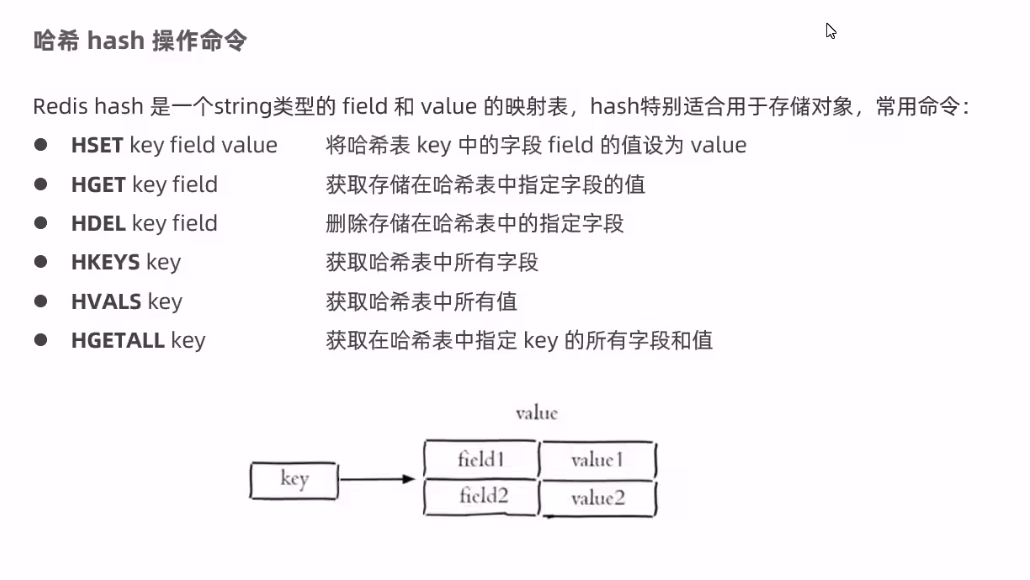 哈希 hash 操作命令
Redis hash 是一个string类型的 field 和 value 的映射表，hash特别适合用于存储对象，常用命令：
● HSET key field value 将哈希表 key 中的字段 field 的值设为 value
● HGET key field 获取存储在哈希表中指定字段的值
● HDEL key field 删除存储在哈希表中的指定字段
● HKEYS key 获取哈希表中所有字段
● HVALS key 获取哈希表中所有值
● HGETALL key 获取在哈希表中指定 key 的所有字段和值
value
field1 value1
key
field2 value2